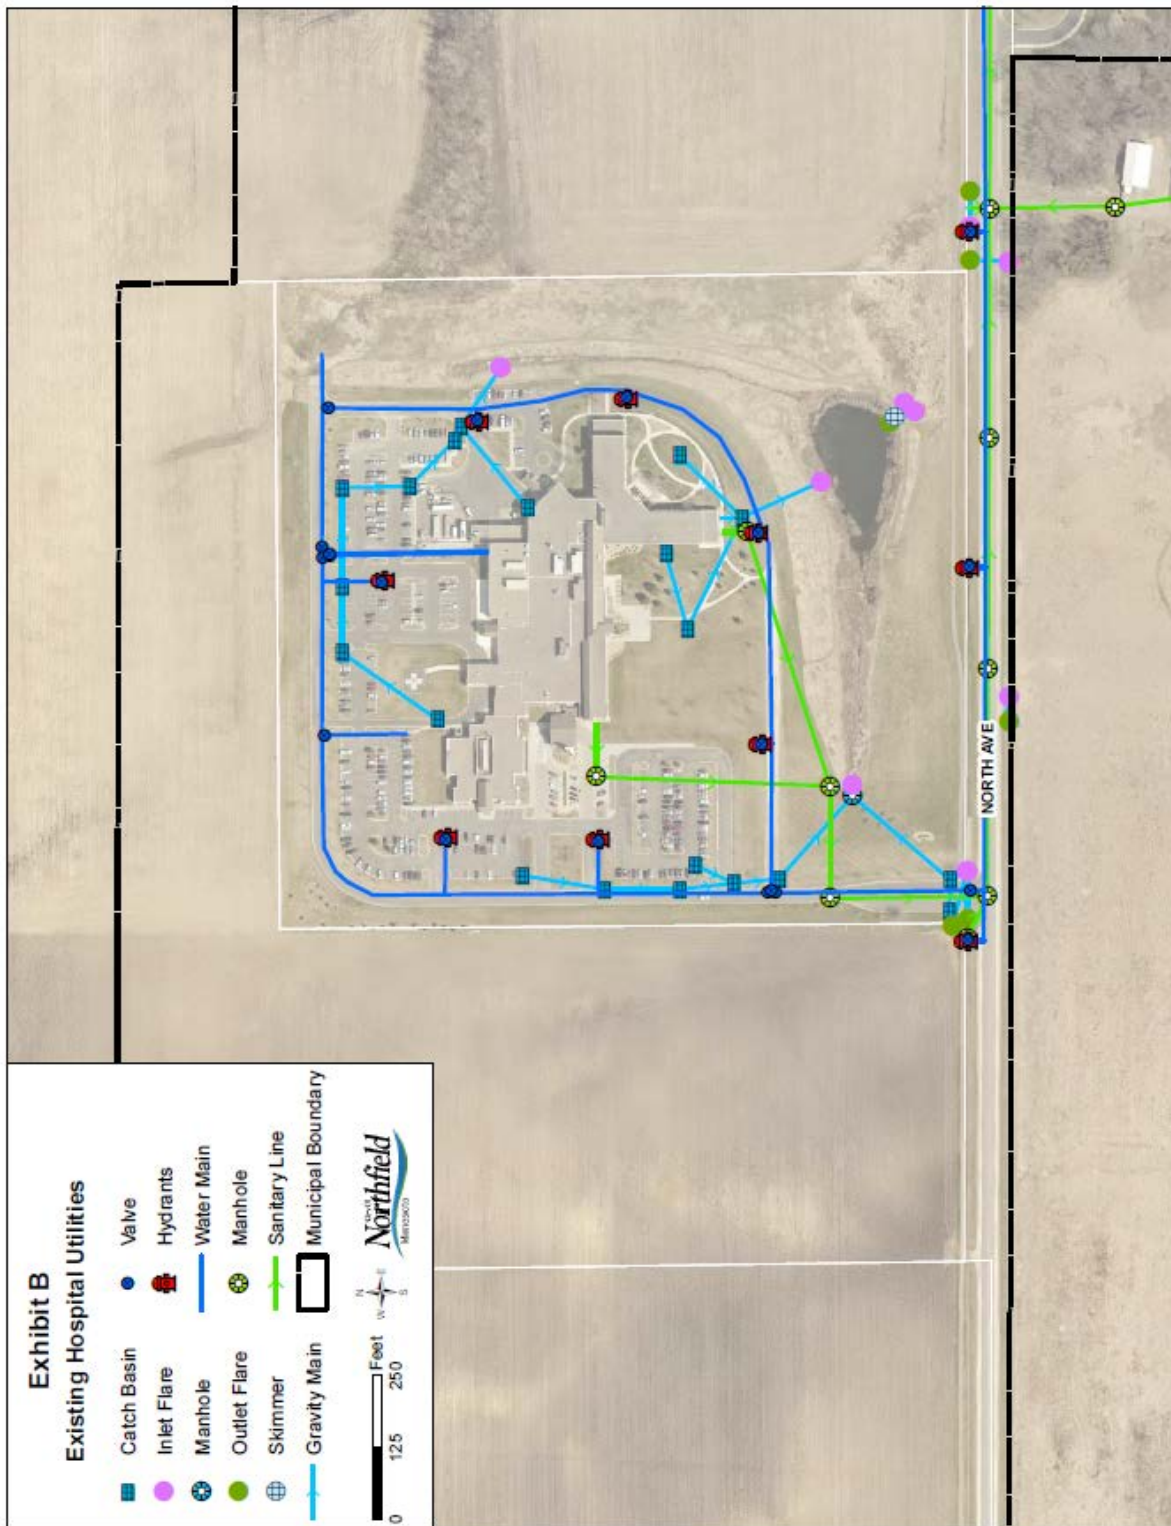 Exhibit B
Existing Hospital Utilities
Catch Basin
Inlet Flare
Manhole
Outlet Flare
Skimmer
Gravity Main
Valve
Hydrants
Water Main
Manhole
Sanitary Line
Municipal Boundary
0 125 250
Feet
N
W E
S
Northfield
Minnesota
NORTH AVE